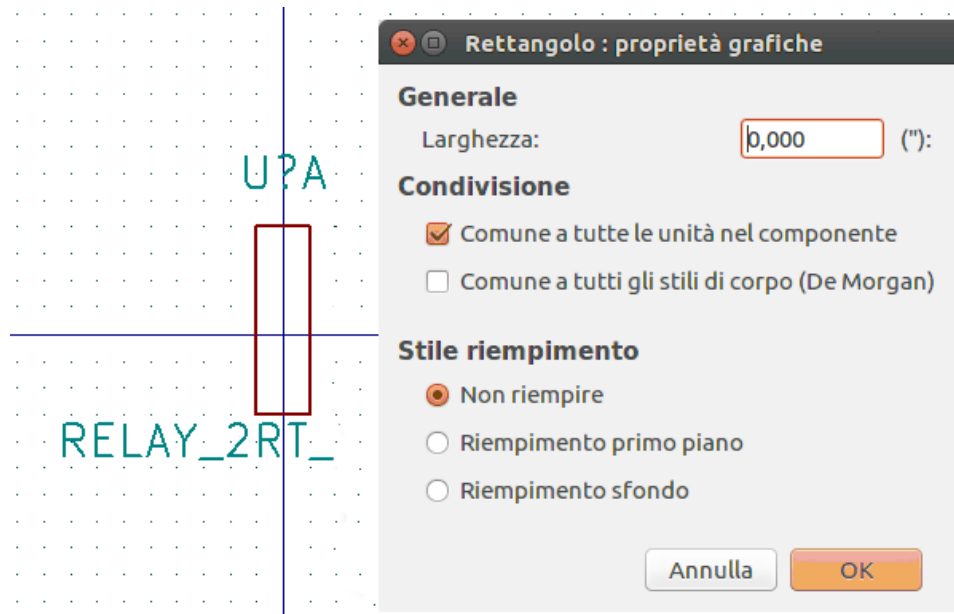 U?A
RELAY_2RT_
Rettangolo : proprietà grafiche
Generale
Larghezza: 0,000 ("):
Condivisione
Comune a tutte le unità nel componente
Comune a tutti gli stili di corpo (De Morgan)
Stile riempimento
Non riempire
Riempimento primo piano
Riempimento sfondo
Annulla OK